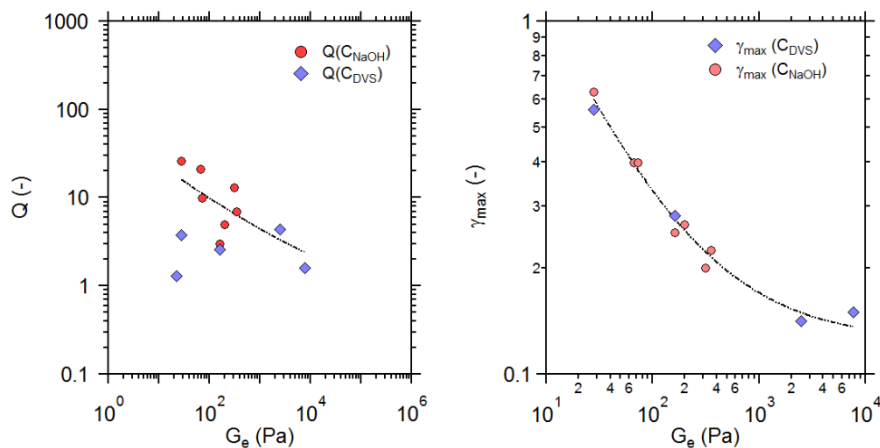 1000
100
10
1
0.1
Q (-)
Q(C_NaOH)
Q(C_DVS)
10^0 10^2 10^4 10^6
G_e (Pa)
1
9
8
7
6
5
4
3
2
0.1
γ_max (-)
γ_max (C_DVS)
γ_max (C_NaOH)
10^1 2 4 6 10^2 2 4 6 10^3 2 4 6 10^4
G_e (Pa)